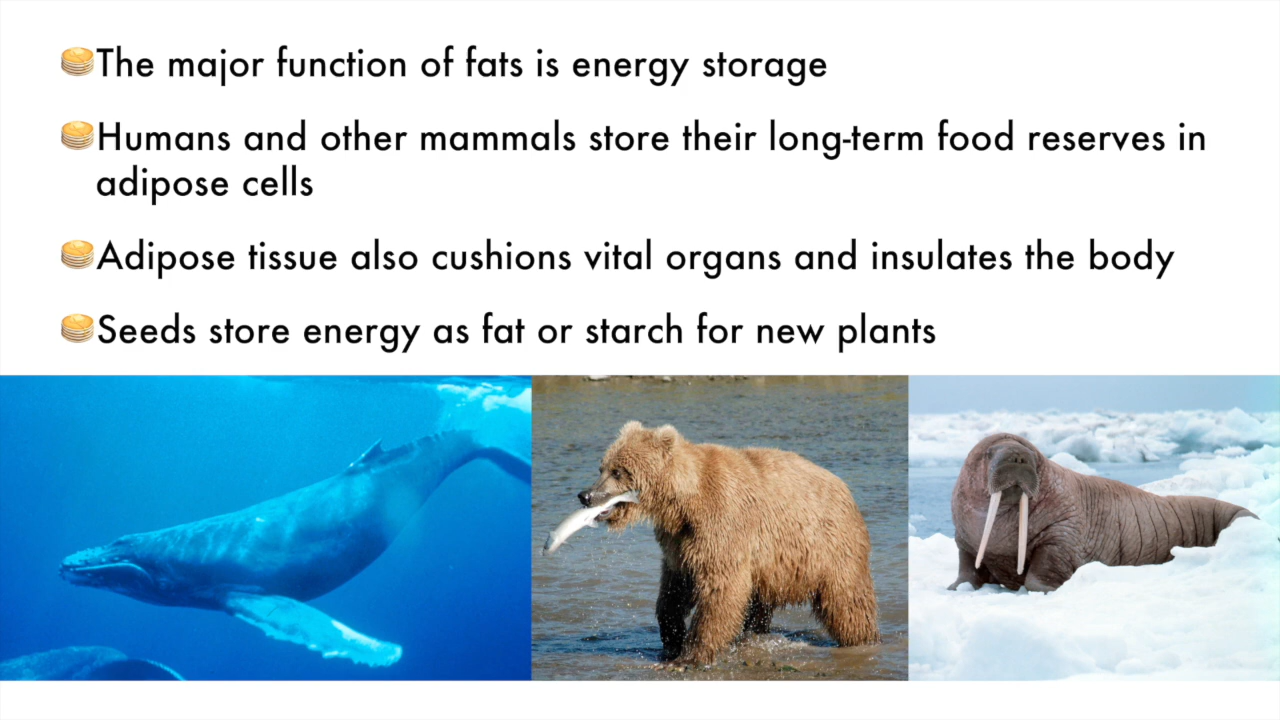 The major function of fats is energy storage
Humans and other mammals store their long-term food reserves in
adipose cells
Adipose tissue also cushions vital organs and insulates the body
Seeds store energy as fat or starch for new plants